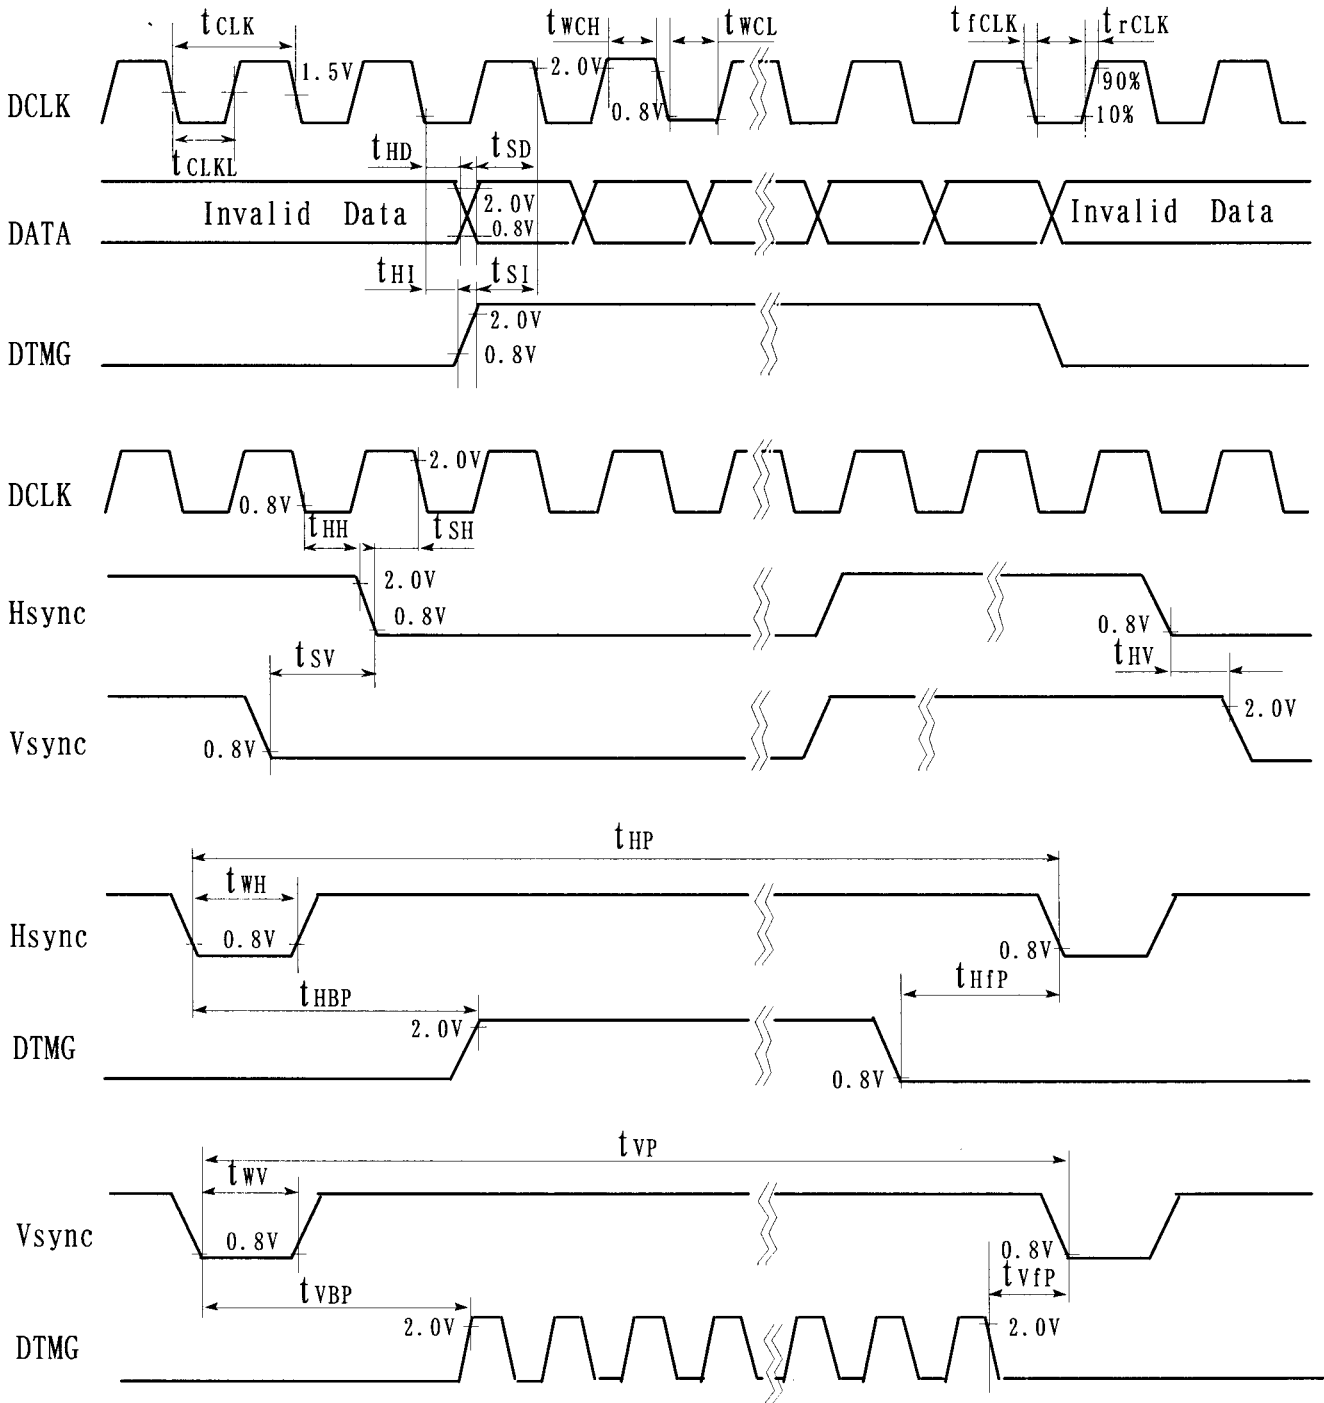 tCLK tWCH tWCL tfCLK trCLK
1.5V 2.0V 90%
DCLK 0.8V 10%
tCLKL tHD tSD
Invalid Data 2.0V Invalid Data
DATA 0.8V
tHI tSI
2.0V
DTMG 0.8V
2.0V
DCLK 0.8V
tHH tSH
2.0V
Hsync 0.8V 0.8V
tSV tHV
2.0V
Vsync 0.8V
tHP
tWH
Hsync 0.8V 0.8V
tHBP tHfP
2.0V
DTMG 0.8V
tVP
tWV
Vsync 0.8V 0.8V
tVBP tVfP
2.0V 2.0V
DTMG